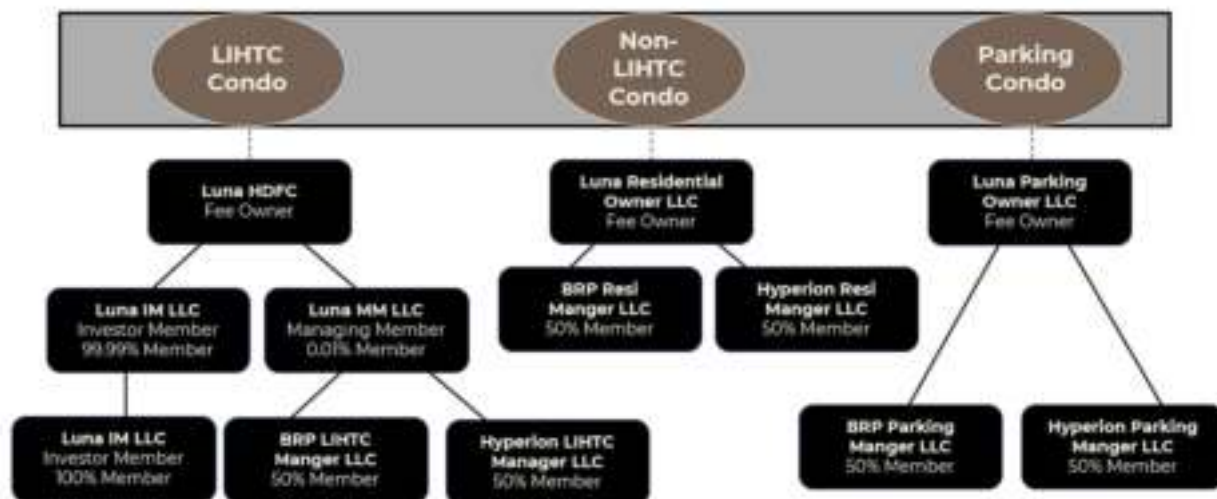 LIHTC
Condo
Non-
LIHTC
Condo
Parking
Condo
Luna HDFC
Fee Owner
Luna Residential
Owner LLC
Fee Owner
Luna Parking
Owner LLC
Fee Owner
Luna IM LLC
Investor Member
99.99% Member
Luna MM LLC
Managing Member
0.01% Member
BRP Resi
Manger LLC
50% Member
Hyperion Resi
Manger LLC
50% Member
Luna IM LLC
Investor Member
100% Member
BRP LIHTC
Manger LLC
50% Member
Hyperion LIHTC
Manager LLC
50% Member
BRP Parking
Manger LLC
50% Member
Hyperion Parking
Manger LLC
50% Member